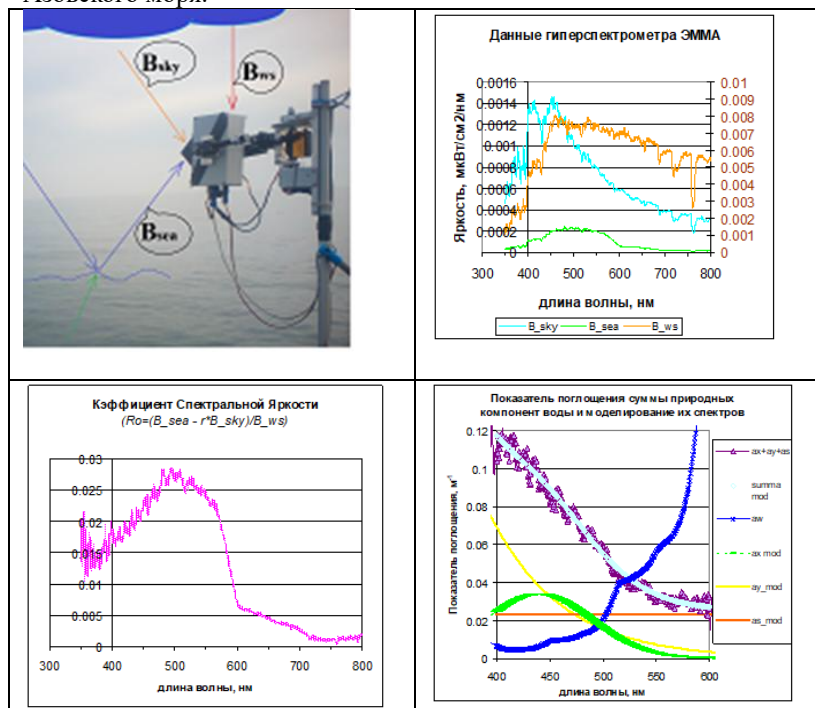 Азовского моря.
Bsky
Bws
Bsea
Данные гиперспектрометра ЭММА
Яркость, мкВт/см2/нм
0.0016
0.0014
0.0012
0.001
0.0008
0.0006
0.0004
0.0002
0
0.01
0.009
0.008
0.007
0.006
0.005
0.004
0.003
0.002
0.001
0
300 400 500 600 700 800
длина волны, нм
B_sky B_sea B_ws
Кэффициент Спектральной Яркости
(Ro=(B_sea - r*B_sky)/B_ws)
0.03
0.025
0.02
0.015
0.01
0.005
0
300 400 500 600 700 800
длина волны, нм
Показатель поглощения суммы природных
компонент воды и моделирование их спектров
Показатель поглощения, м⁻¹
0.12
0.1
0.08
0.06
0.04
0.02
0
400 450 500 550 600
длина волны, нм
ax+ay+as
summa
mod
aw
ax mod
ay_mod
as_mod